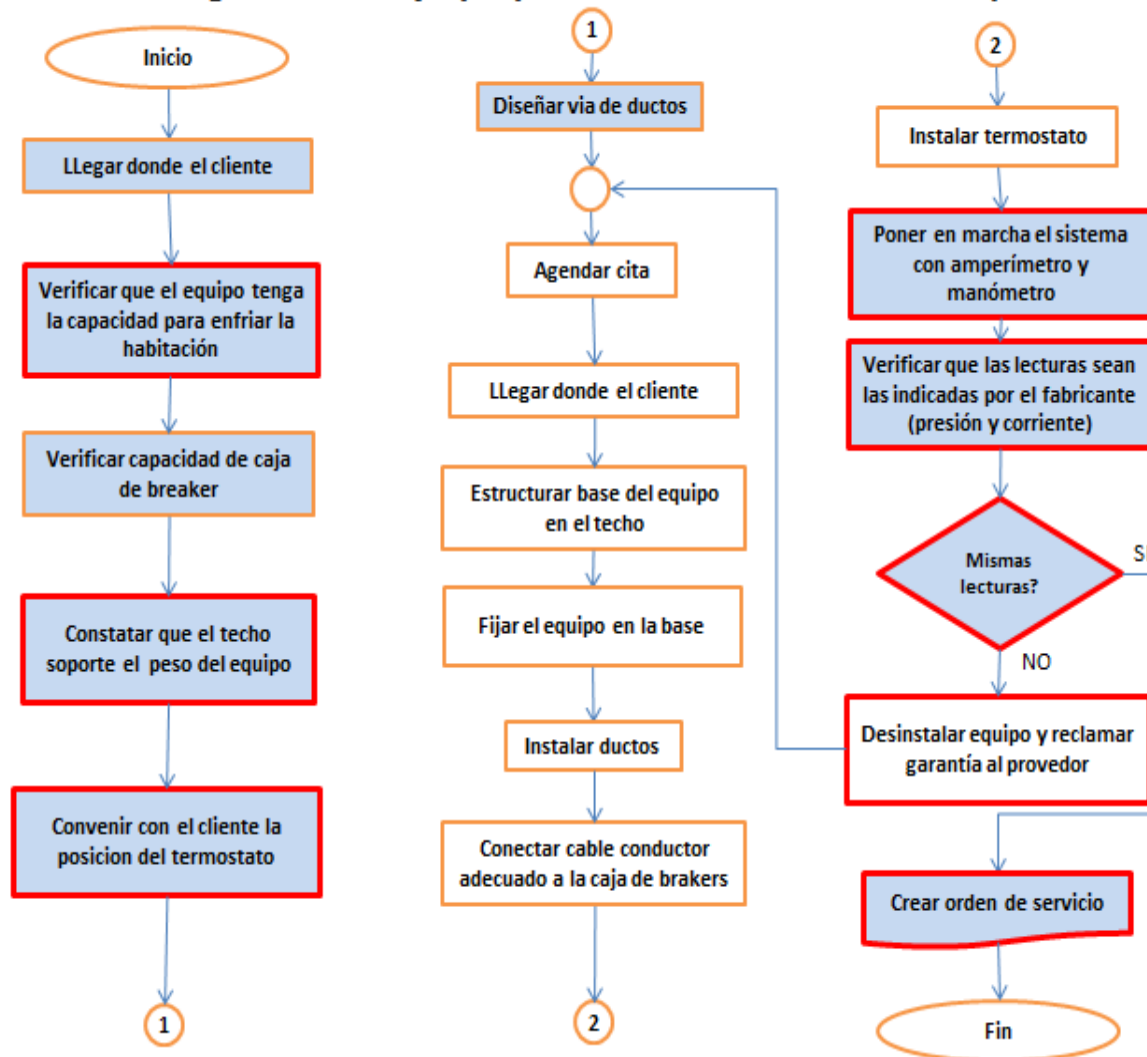 Inicio
LLegar donde el cliente
Verificar que el equipo tenga
la capacidad para enfriar la
habitación
Verificar capacidad de caja
de breaker
Constatar que el techo
soporte el peso del equipo
Convenir con el cliente la
posicion del termostato
1
1
Diseñar via de ductos
Agendar cita
LLegar donde el cliente
Estructurar base del equipo
en el techo
Fijar el equipo en la base
Instalar ductos
Conectar cable conductor
adecuado a la caja de brakers
2
2
Instalar termostato
Poner en marcha el sistema
con amperímetro y
manómetro
Verificar que las lecturas sean
las indicadas por el fabricante
(presión y corriente)
Mismas
lecturas?
NO
Desinstalar equipo y reclamar
garantía al provedor
Crear orden de servicio
Fin